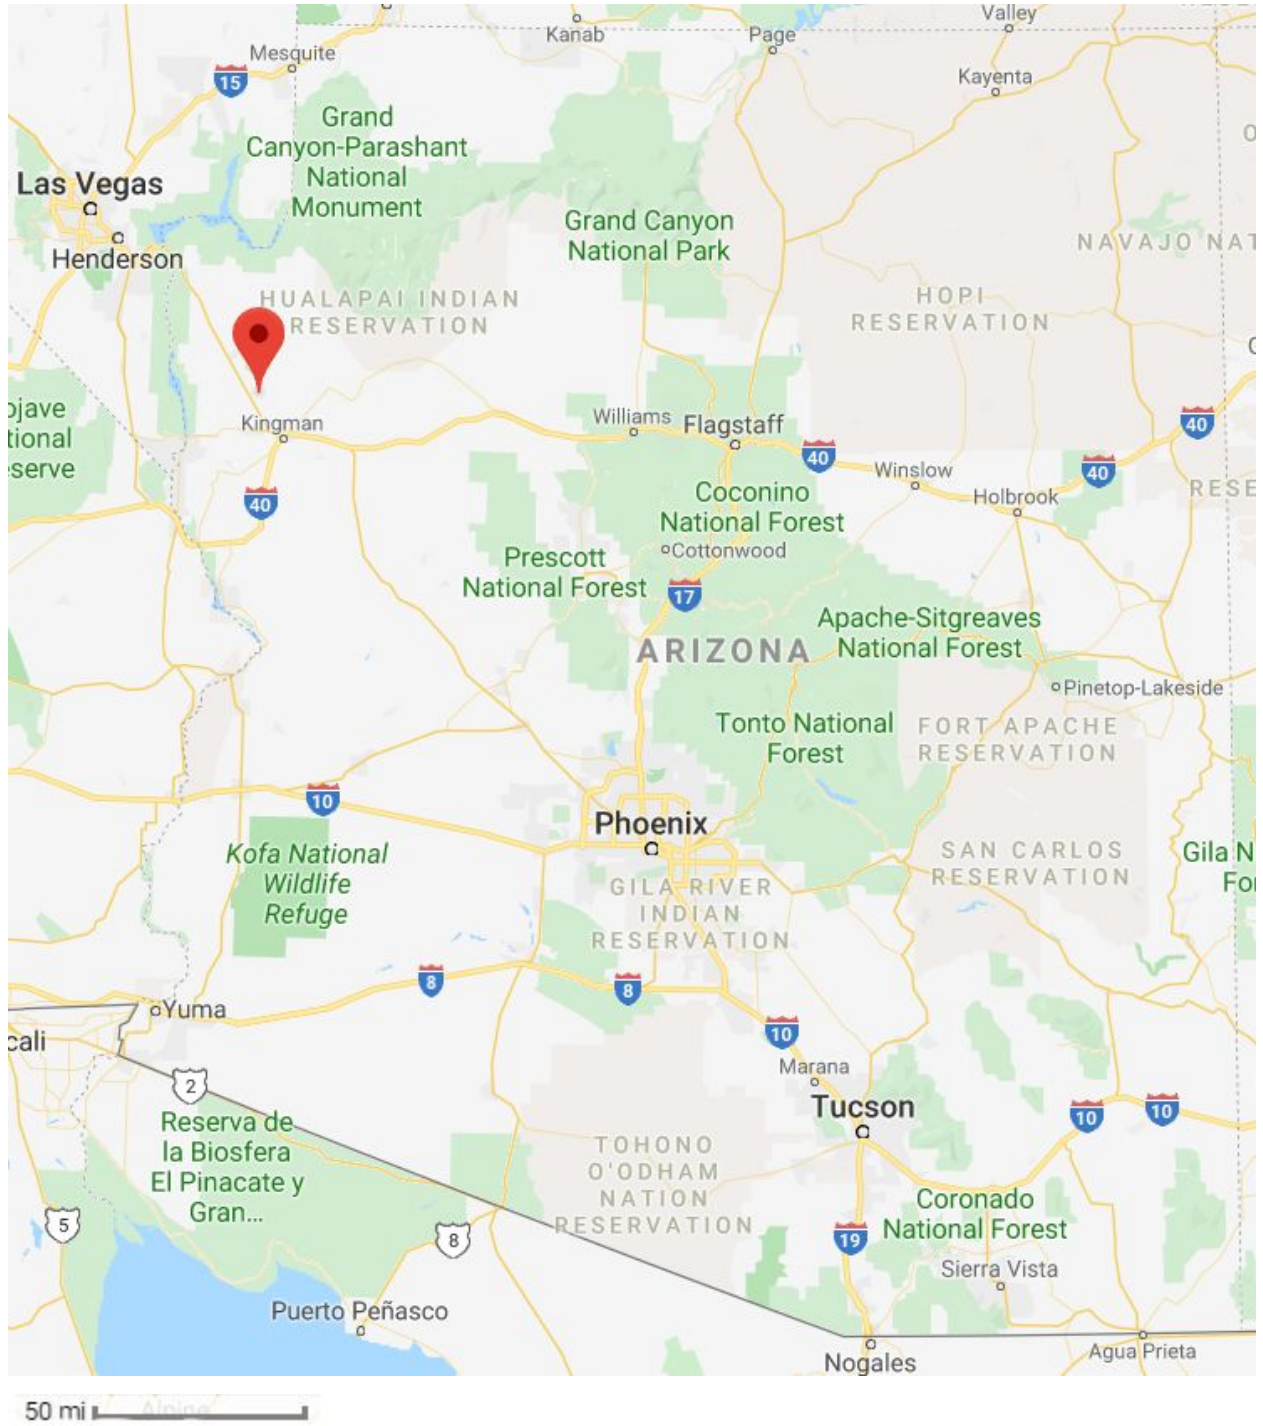 Valley
Kanab
Page
Mesquite
15
Kayenta
Grand
Canyon-Parashant
National
Monument
Las Vegas
Grand Canyon
National Park
NAVAJO NAT
Henderson
HUALAPAI INDIAN
RESERVATION
HOPI
RESERVATION
ojave
tional
eserve
Kingman
Williams
Flagstaff
40
40
Winslow
40
40
Holbrook
RESE
Coconino
National Forest
Cottonwood
Prescott
National Forest
17
Apache-Sitgreaves
National Forest
ARIZONA
Pinetop-Lakeside
Tonto National
Forest
FORT APACHE
RESERVATION
10
Phoenix
Kofa National
Wildlife
Refuge
SAN CARLOS
RESERVATION
Gila N
For
GILA RIVER
INDIAN
RESERVATION
8
8
Yuma
cali
10
Marana
2
Tucson
10
10
Reserva de
la Biosfera
El Pinacate y
Gran...
TOHONO
O'ODHAM
NATION
RESERVATION
Coronado
National Forest
5
8
19
Sierra Vista
Puerto Peñasco
Nogales
Agua Prieta
50 mi
Alpine